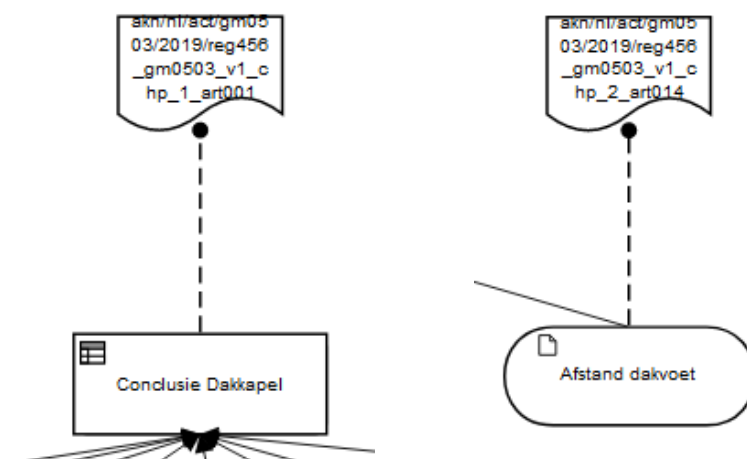 akn/nl/act/gm05
03/2019/reg456
_gm0503_v1_c
hp_1_art001
Conclusie Dakkapel
akn/nl/act/gm05
03/2019/reg456
_gm0503_v1_c
hp_2_art014
Afstand dakvoet